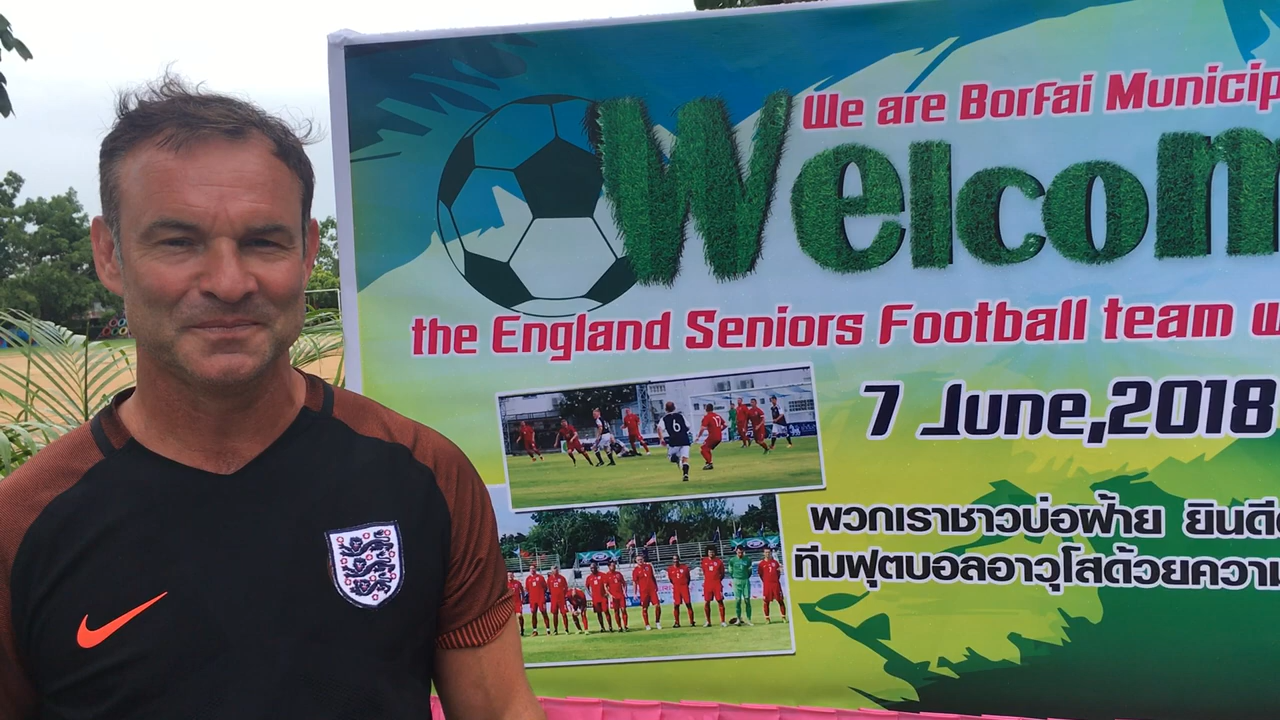 We are Borfai Municip
Welcom
the England Seniors Football team w
7 June,2018
พวกเราชาวบ่อฝ้าย ยินดี
ทีมฟุตบอลอาวุโสด้วยความ
6